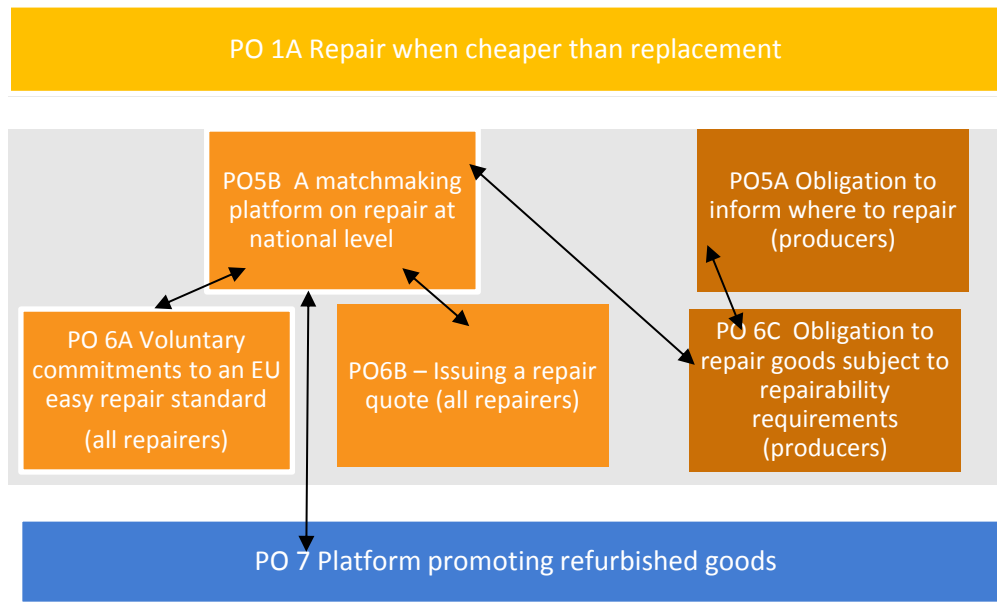 PO 1A Repair when cheaper than replacement
PO5B A matchmaking
platform on repair at
national level
PO5A Obligation to
inform where to repair
(producers)
PO 6A Voluntary
commitments to an EU
easy repair standard
(all repairers)
PO6B – Issuing a repair
quote (all repairers)
PO 6C Obligation to
repair goods subject to
repairability
requirements
(producers)
PO 7 Platform promoting refurbished goods